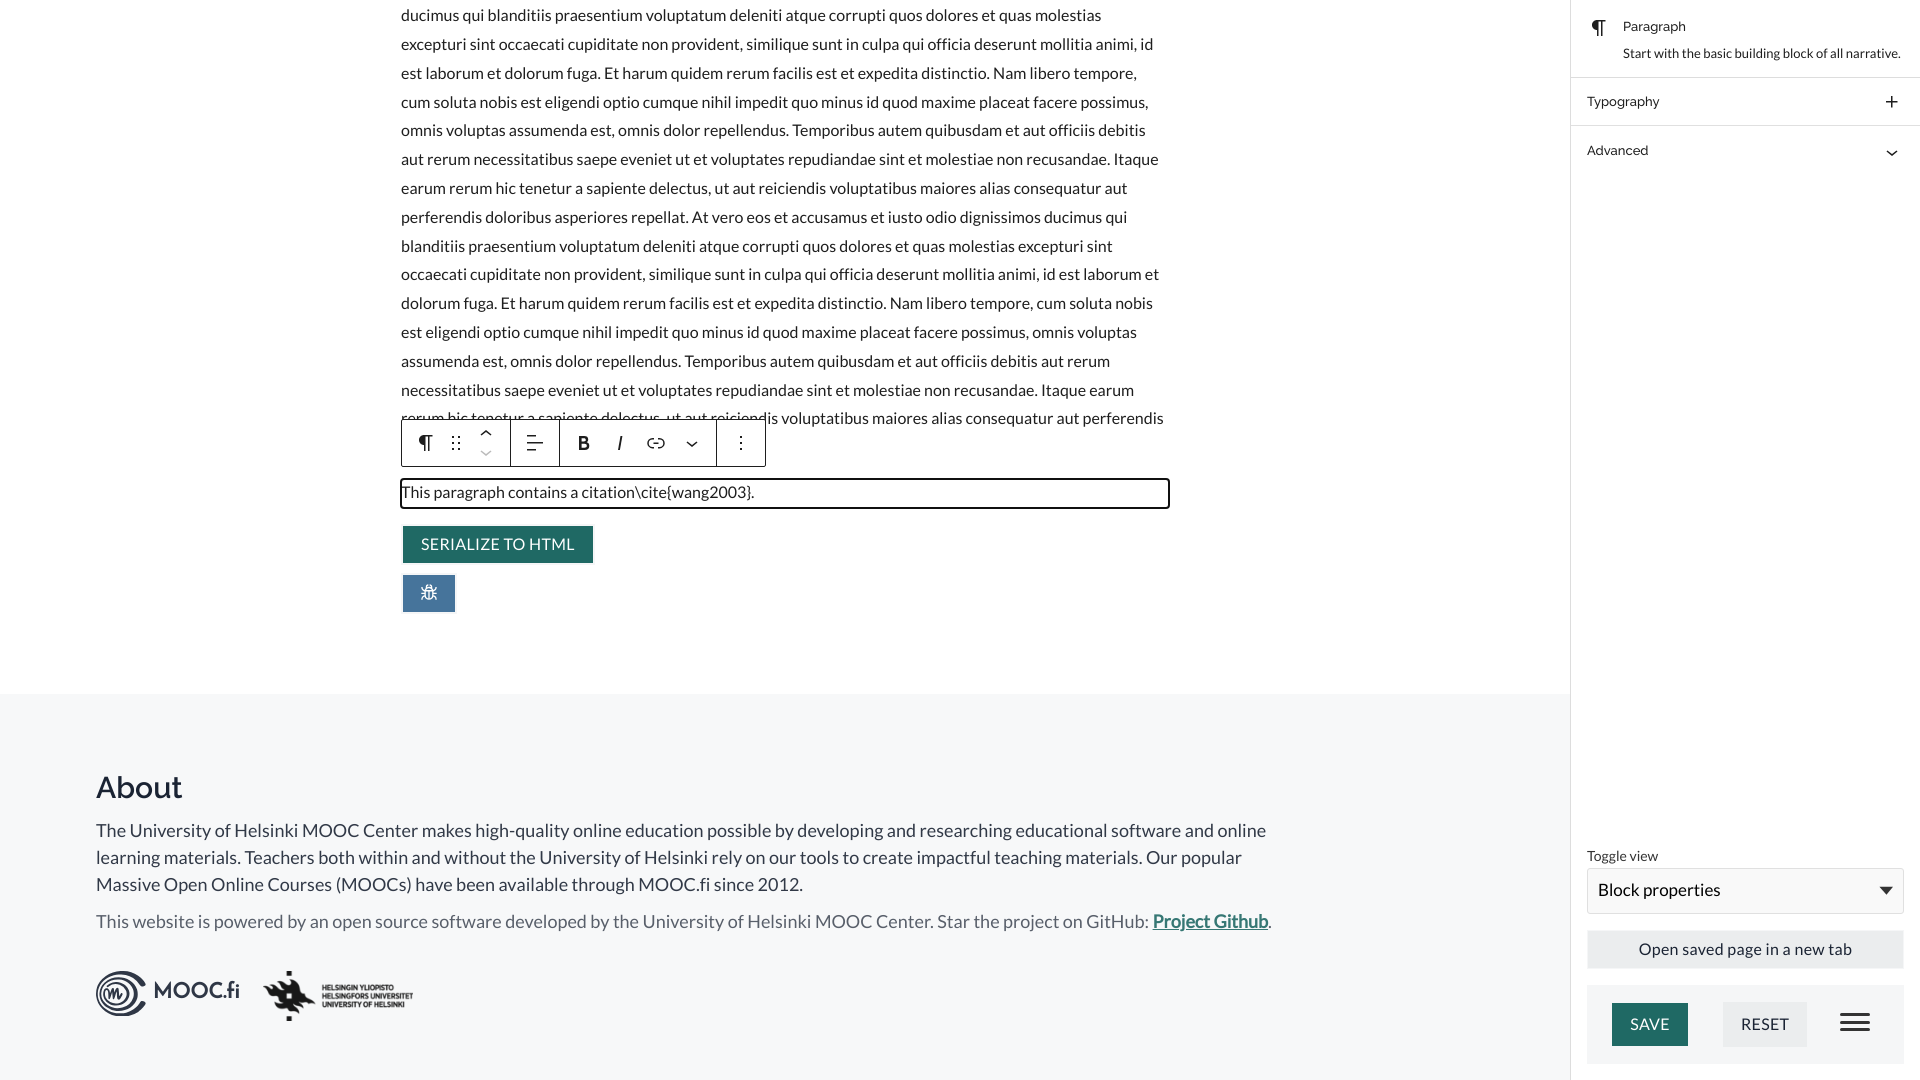 ducimus qui blanditiis praesentium voluptatum deleniti atque corrupti quos dolores et quas molestias
excepturi sint occaecati cupiditate non provident, similique sunt in culpa qui officia deserunt mollitia animi, id
est laborum et dolorum fuga. Et harum quidem rerum facilis est et expedita distinctio. Nam libero tempore,
cum soluta nobis est eligendi optio cumque nihil impedit quo minus id quod maxime placeat facere possimus,
omnis voluptas assumenda est, omnis dolor repellendus. Temporibus autem quibusdam et aut officiis debitis
aut rerum necessitatibus saepe eveniet ut et voluptates repudiandae sint et molestiae non recusandae. Itaque
earum rerum hic tenetur a sapiente delectus, ut aut reiciendis voluptatibus maiores alias consequatur aut
perferendis doloribus asperiores repellat. At vero eos et accusamus et iusto odio dignissimos ducimus qui
blanditiis praesentium voluptatum deleniti atque corrupti quos dolores et quas molestias excepturi sint
occaecati cupiditate non provident, similique sunt in culpa qui officia deserunt mollitia animi, id est laborum et
dolorum fuga. Et harum quidem rerum facilis est et expedita distinctio. Nam libero tempore, cum soluta nobis
est eligendi optio cumque nihil impedit quo minus id quod maxime placeat facere possimus, omnis voluptas
assumenda est, omnis dolor repellendus. Temporibus autem quibusdam et aut officiis debitis aut rerum
necessitatibus saepe eveniet ut et voluptates repudiandae sint et molestiae non recusandae. Itaque earum
rerum hic tenetur a sapiente delectus, ut aut reiciendis voluptatibus maiores alias consequatur aut perferendis
This paragraph contains a citation\cite{wang2003}.
SERIALIZE TO HTML
About
The University of Helsinki MOOC Center makes high-quality online education possible by developing and researching educational software and online
learning materials. Teachers both within and without the University of Helsinki rely on our tools to create impactful teaching materials. Our popular
Massive Open Online Courses (MOOCs) have been available through MOOC.fi since 2012.
This website is powered by an open source software developed by the University of Helsinki MOOC Center. Star the project on GitHub: Project Github.
MOOC.fi
HELSINGIN YLIOPISTO
HELSINGFORS UNIVERSITET
UNIVERSITY OF HELSINKI
Paragraph
Start with the basic building block of all narrative.
Typography
Advanced
Toggle view
Block properties
Open saved page in a new tab
SAVE
RESET